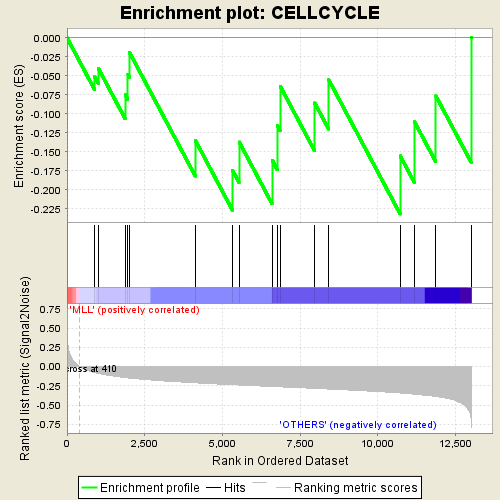 Enrichment plot: CELLCYCLE
Enrichment score (ES)
0.000
-0.025
-0.050
-0.075
-0.100
-0.125
-0.150
-0.175
-0.200
-0.225
Ranked list metric (Signal2Noise)
0.75
0.50
0.25
0.00
-0.25
-0.50
-0.75
'MLL' (positively correlated)
ross at 410
'OTHERS' (negatively correlated)
0
2,500
5,000
7,500
10,000
12,500
Rank in Ordered Dataset
Enrichment profile
Hits
Ranking metric scores